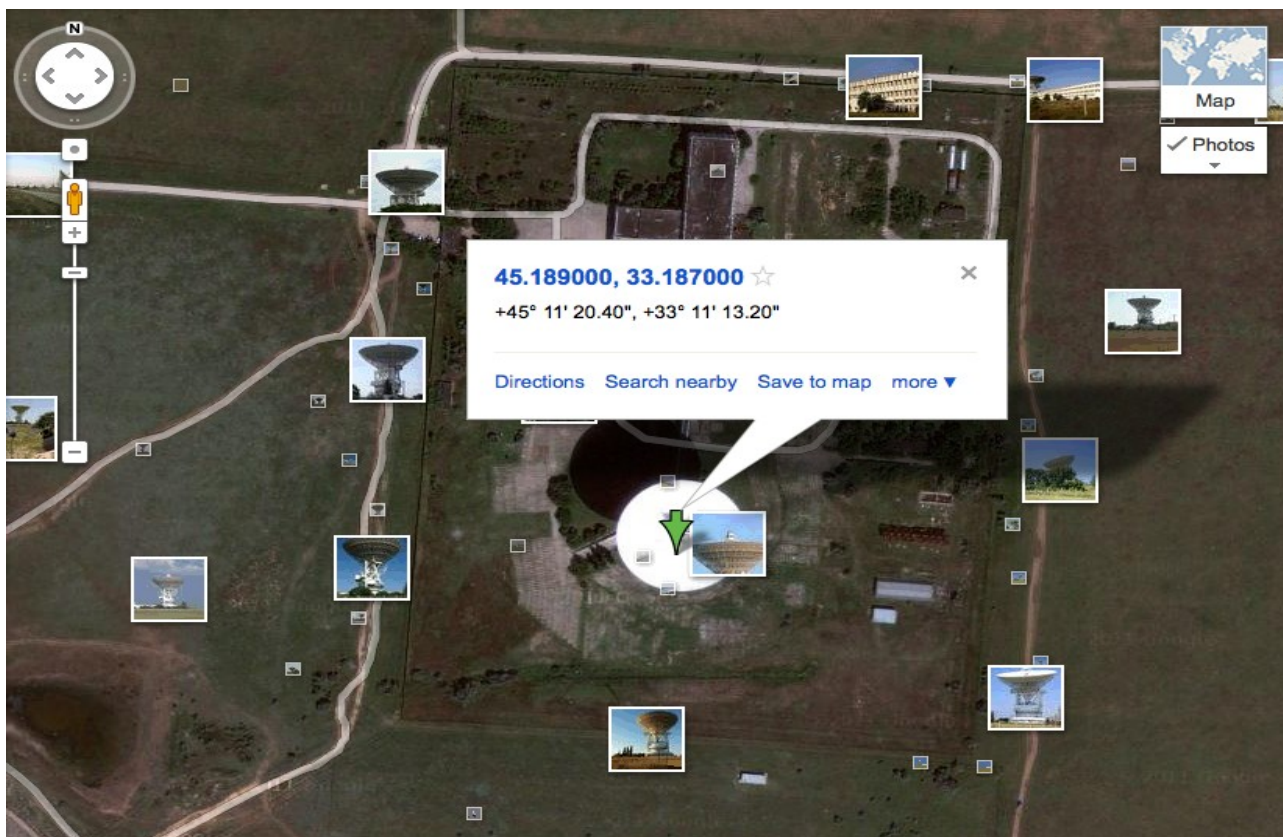 N
Map
Photos
45.189000, 33.187000
+45° 11' 20.40", +33° 11' 13.20"
Directions Search nearby Save to map more ▼